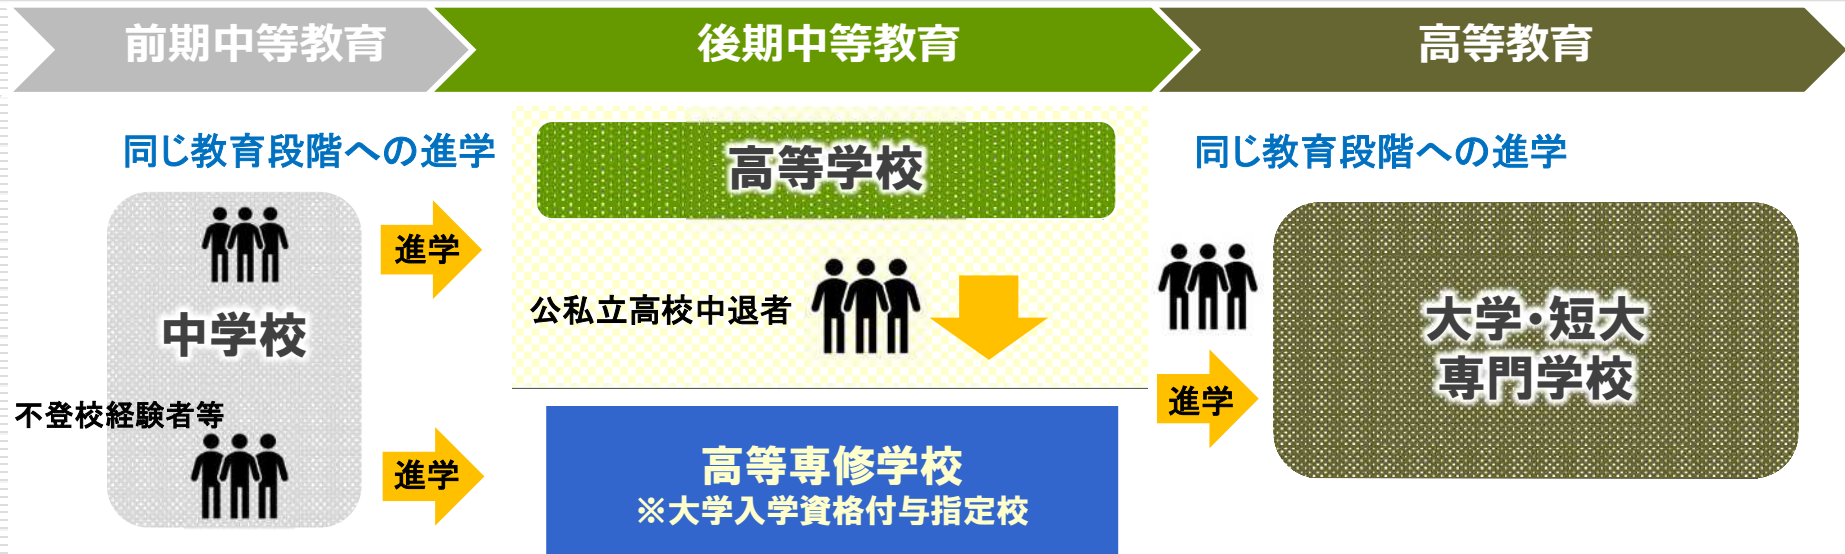 前期中等教育
後期中等教育
高等教育
同じ教育段階への進学
高等学校
同じ教育段階への進学
進学
中学校
公私立高校中退者
大学・短大
専門学校
不登校経験者等
進学
進学
高等専修学校
※大学入学資格付与指定校